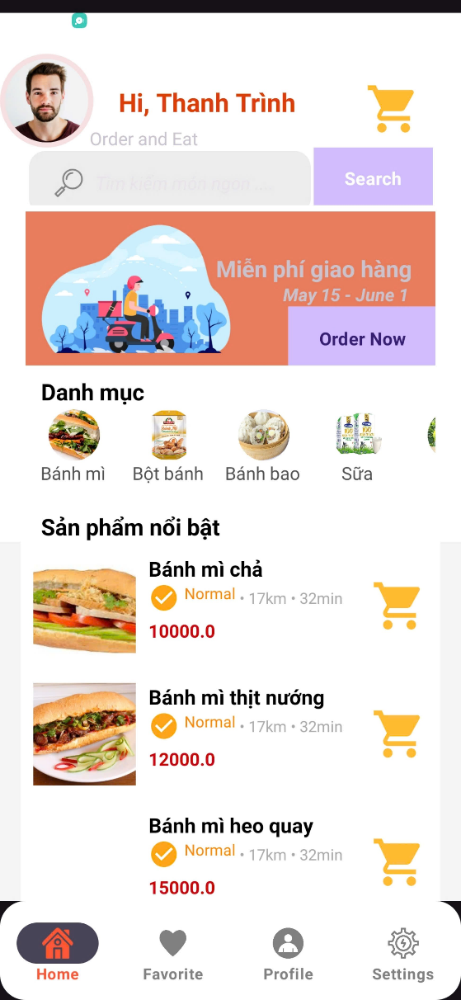 Hi, Thanh Trình
Order and Eat
Tìm kiếm món ngon ....
Search
Miễn phí giao hàng
May 15 - June 1
Order Now
Danh mục
Bánh mì
Bột bánh
Bánh bao
Sữa
Sản phẩm nổi bật
Bánh mì chả
Normal • 17km • 32min
10000.0
Bánh mì thịt nướng
Normal • 17km • 32min
12000.0
Bánh mì heo quay
Normal • 17km • 32min
15000.0
Home
Favorite
Profile
Settings